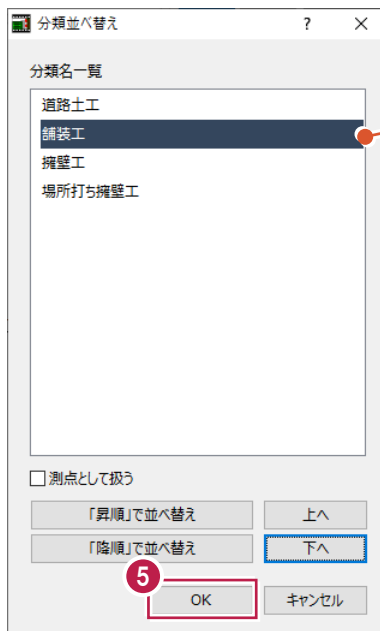 分類並べ替え
?
分類名一覧
道路土工
舗装工
擁壁工
場所打ち擁壁工
測点として扱う
「昇順」で並べ替え 上へ
「降順」で並べ替え 下へ
5
OK キャンセル